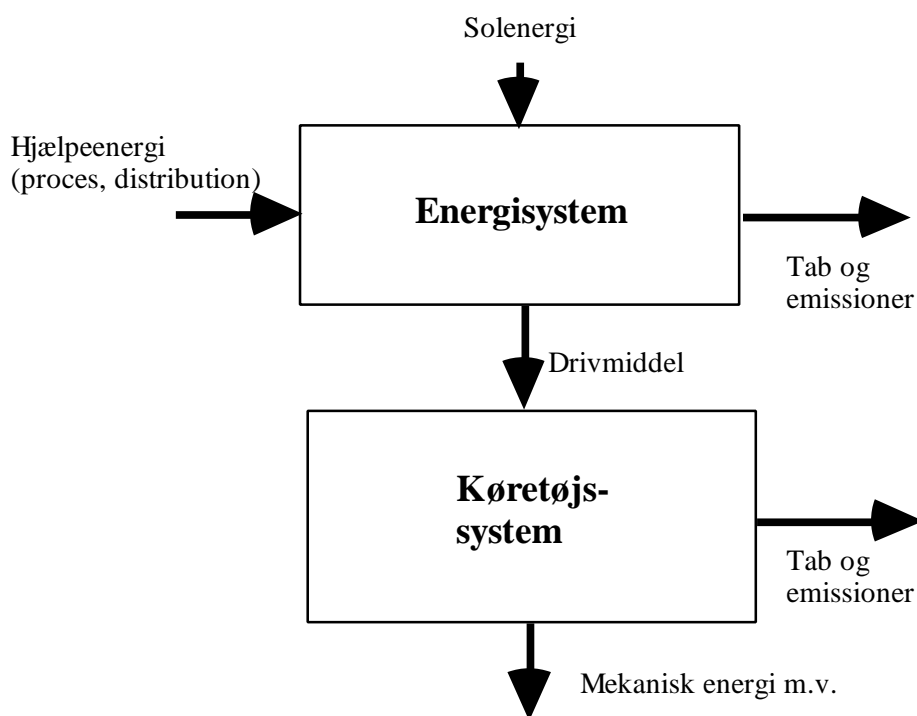 Solenergi
Hjælpeenergi
(proces, distribution)
Energisystem
Tab og
emissioner
Drivmiddel
Køretøjs-
system
Tab og
emissioner
Mekanisk energi m.v.